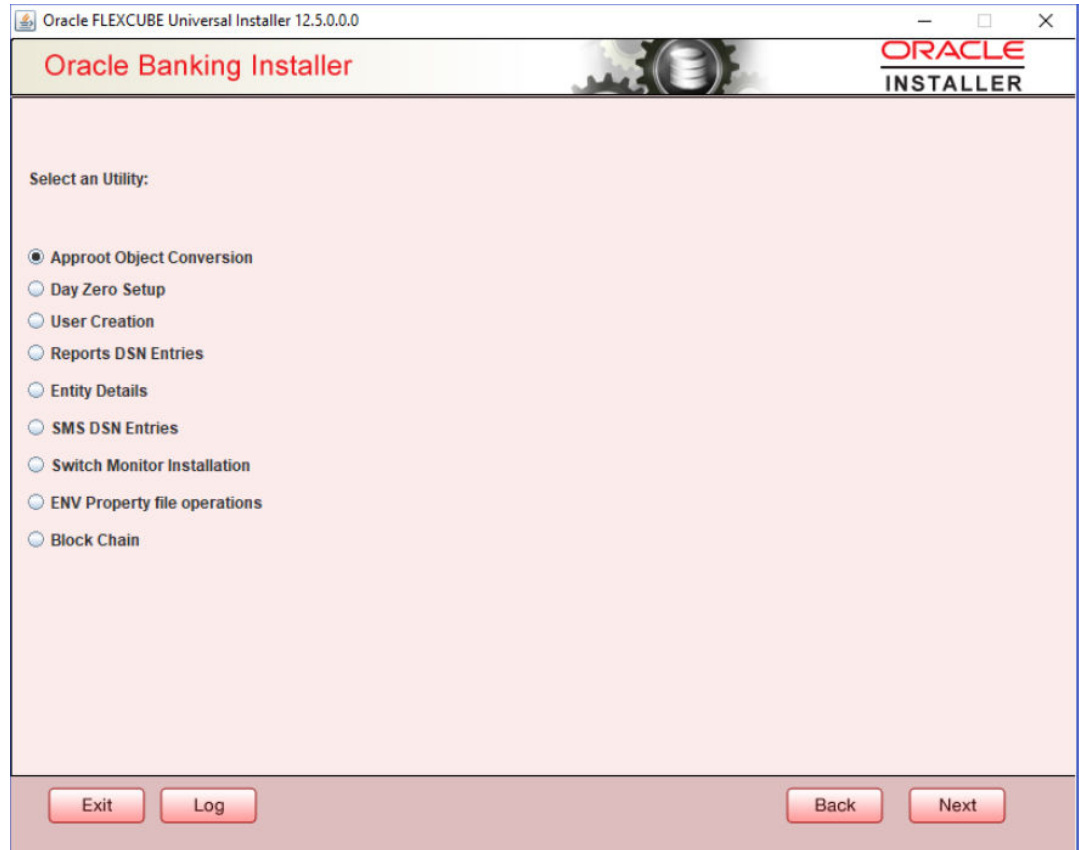 Oracle FLEXCUBE Universal Installer 12.5.0.0.0
Oracle Banking Installer
ORACLE
INSTALLER
Select an Utility:
Approot Object Conversion
Day Zero Setup
User Creation
Reports DSN Entries
Entity Details
SMS DSN Entries
Switch Monitor Installation
ENV Property file operations
Block Chain
Exit
Log
Back
Next